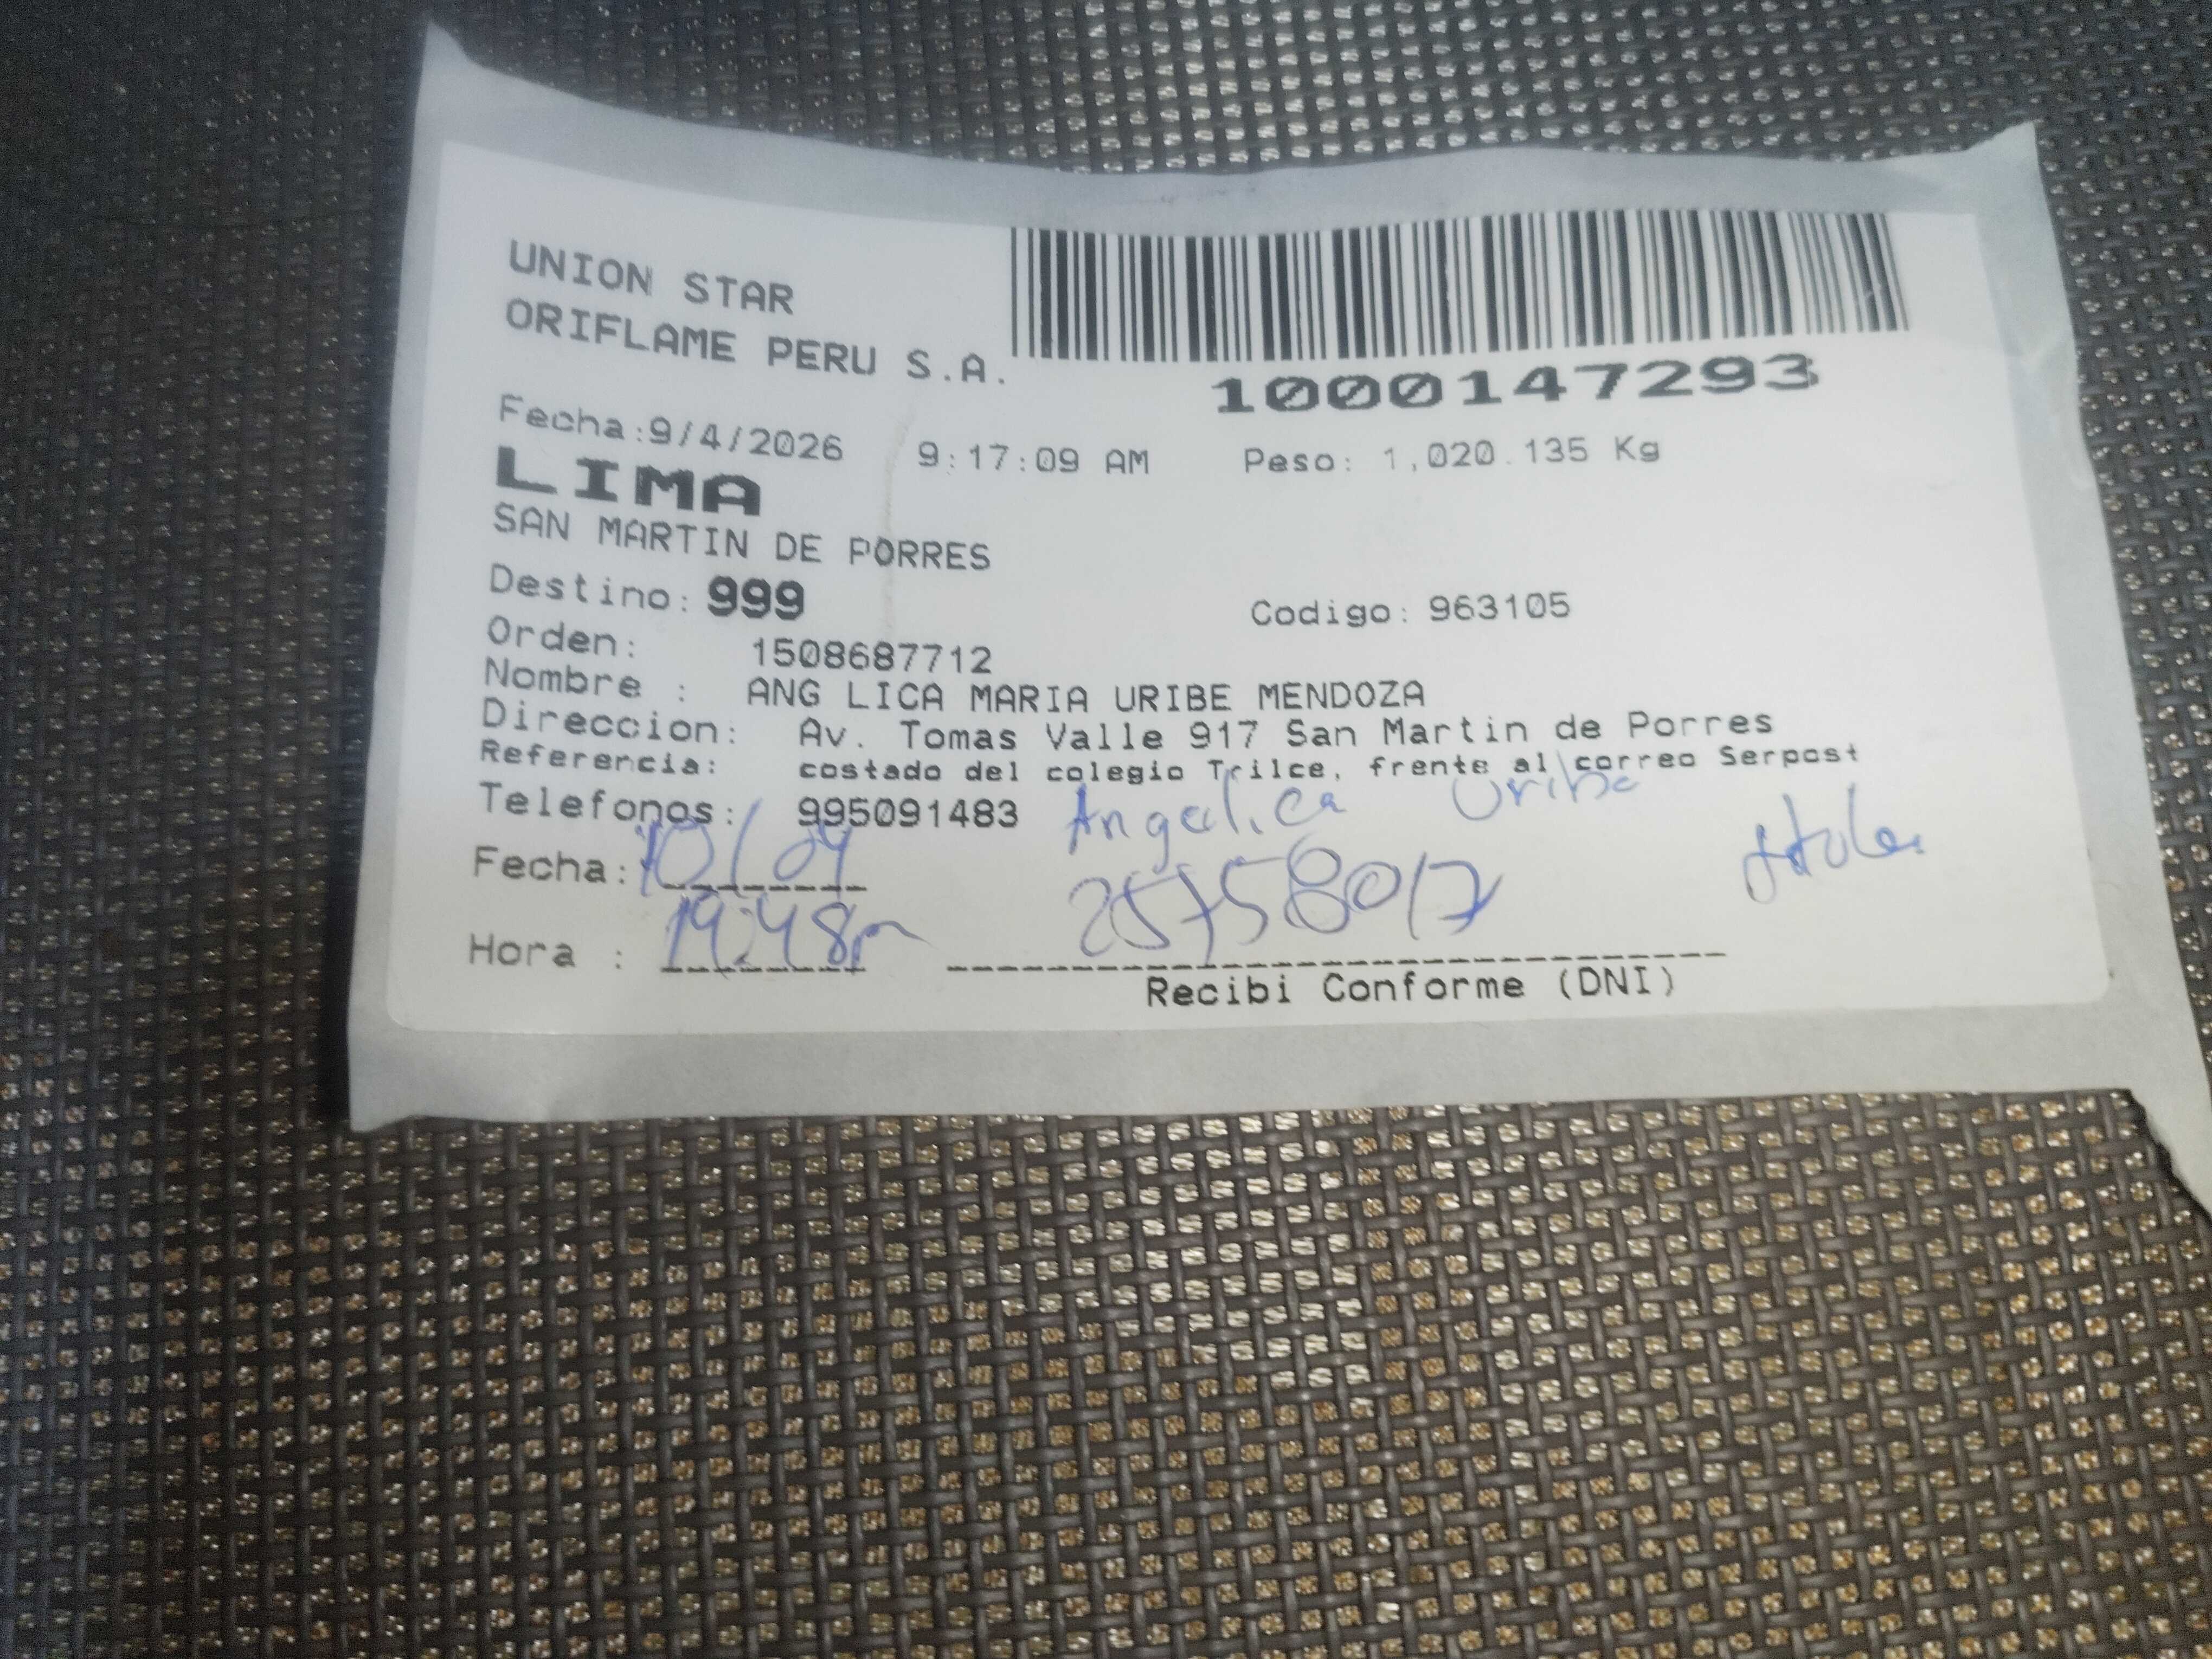 UNION STAR
ORIFLAME PERU S.A.
1000147293
Fecha:9/4/2026 9:17:09 AM Peso: 1,020.135 Kg
LIMA
SAN MARTIN DE PORRES
Destino: 999 Codigo: 963105
Orden: 1508687712
Nombre : ANG LICA MARIA URIBE MENDOZA
Direccion: Av. Tomas Valle 917 San Martin de Porres
Referencia: costado del colegio Trilce, frente al correo Serpost
Telefonos: 995091483 Angelica Uribe
Fecha: 10/04
Hora : 19:48
Recibi Conforme (DNI)